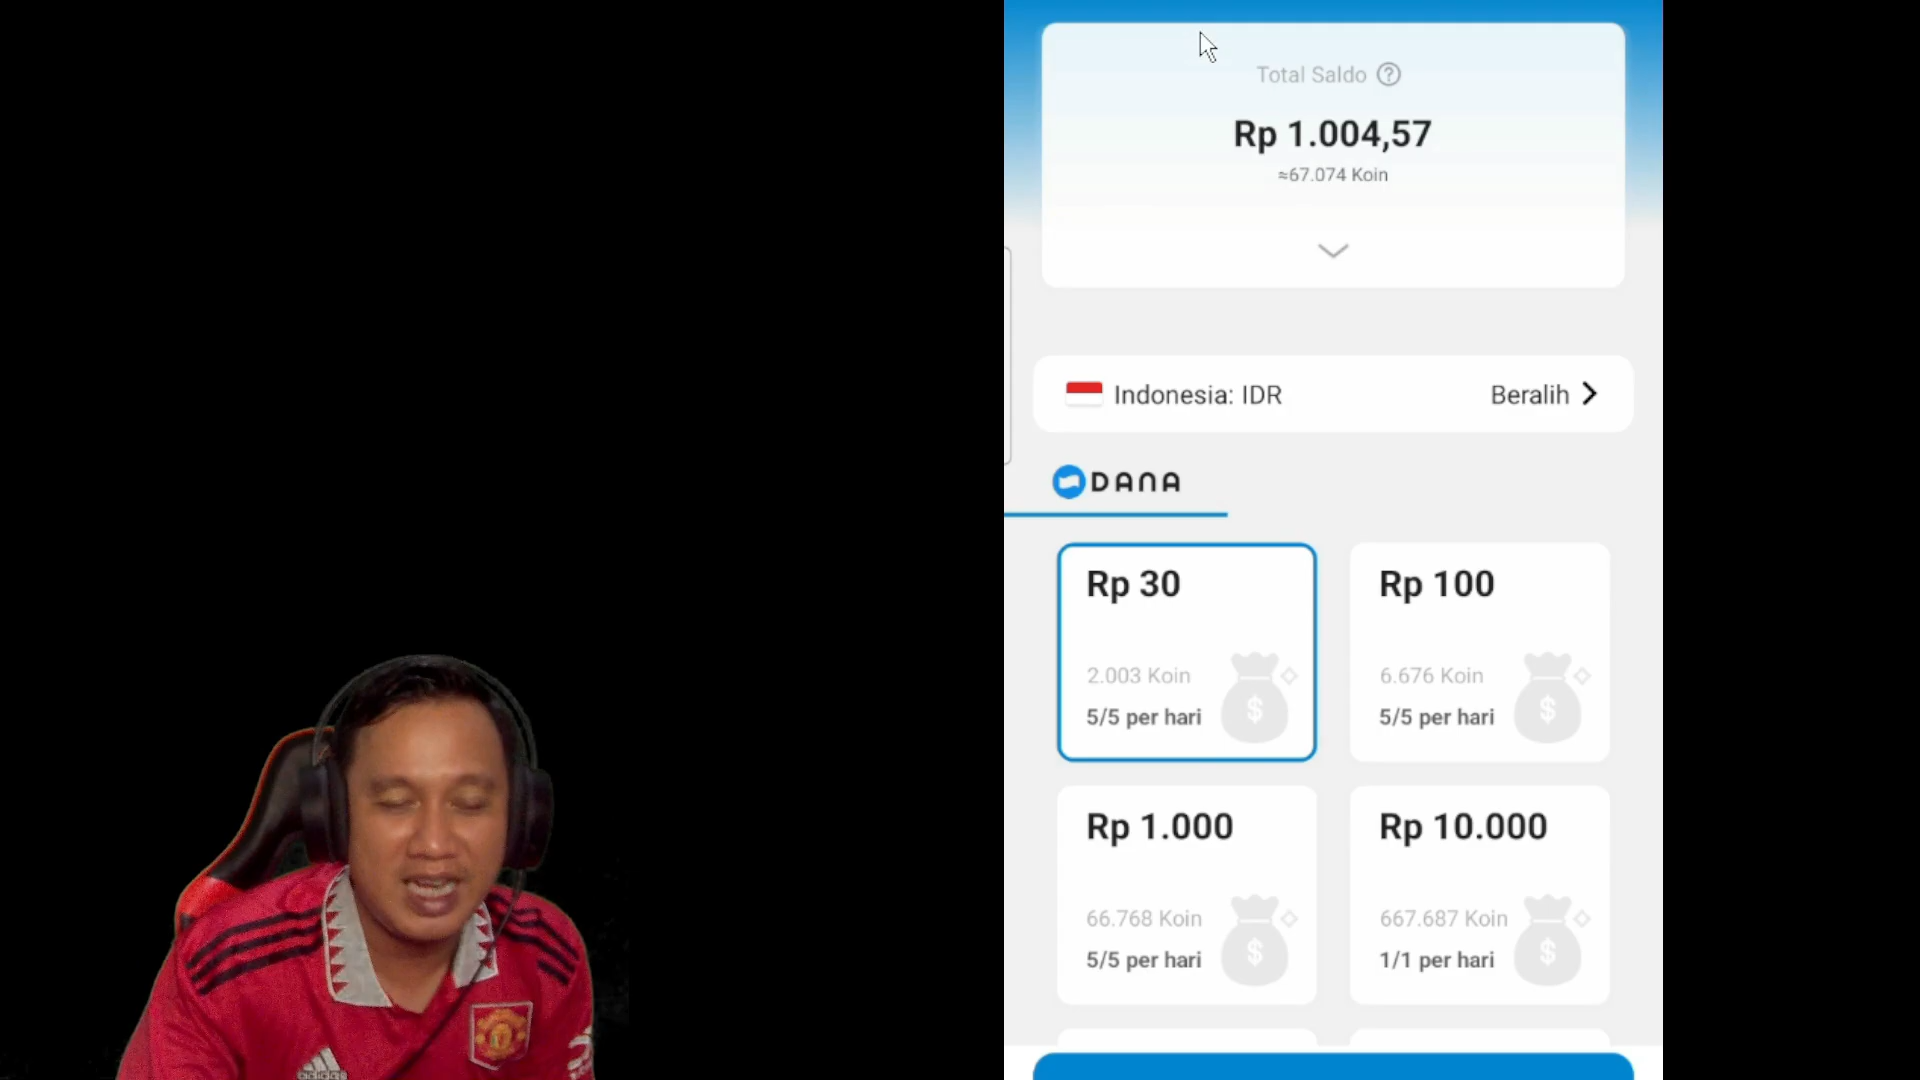 Total Saldo
Rp 1.004,57
≈67.074 Koin
Indonesia: IDR
Beralih
DANA
Rp 30
2.003 Koin
5/5 per hari
Rp 100
6.676 Koin
5/5 per hari
Rp 1.000
66.768 Koin
5/5 per hari
Rp 10.000
667.687 Koin
1/1 per hari
adidas